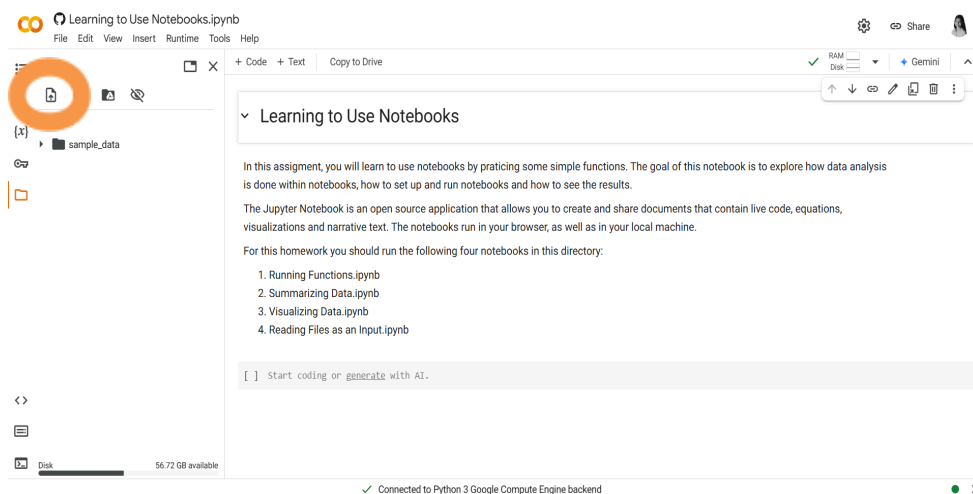 Learning to Use Notebooks.ipynb
File Edit View Insert Runtime Tools Help
Share
+ Code + Text Copy to Drive
RAM
Disk
Gemini
{x}
sample_data
Learning to Use Notebooks
In this assigment, you will learn to use notebooks by praticing some simple functions. The goal of this notebook is to explore how data analysis
is done within notebooks, how to set up and run notebooks and how to see the results.
The Jupyter Notebook is an open source application that allows you to create and share documents that contain live code, equations,
visualizations and narrative text. The notebooks run in your browser, as well as in your local machine.
For this homework you should run the following four notebooks in this directory:
1. Running Functions.ipynb
2. Summarizing Data.ipynb
3. Visualizing Data.ipynb
4. Reading Files as an Input.ipynb
[ ] Start coding or generate with AI.
Disk 56.72 GB available
Connected to Python 3 Google Compute Engine backend